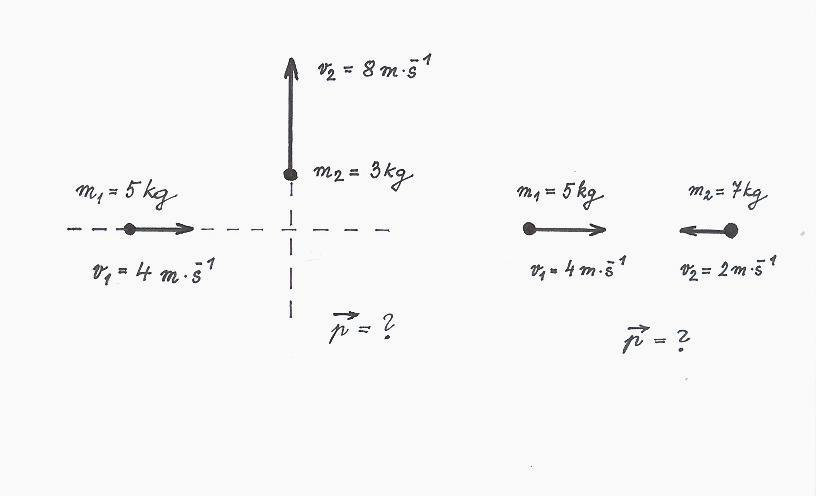 v₂ = 8 m·s⁻¹
m₂ = 3 kg
m₁ = 5 kg
v₁ = 4 m·s⁻¹
p⃗ = ?
m₁ = 5 kg
m₂ = 7 kg
v₁ = 4 m·s⁻¹
v₂ = 2 m·s⁻¹
p⃗ = ?